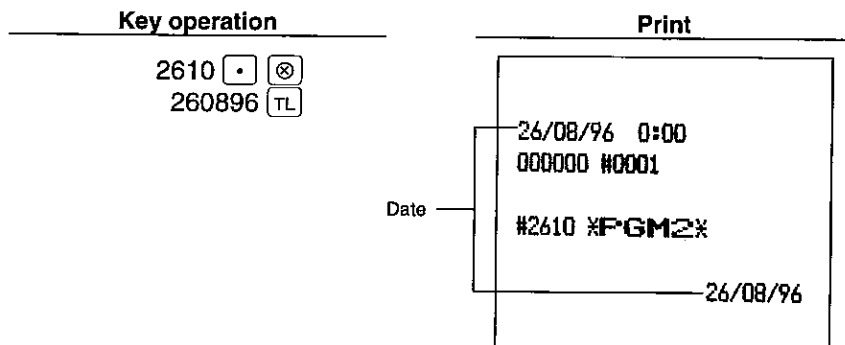 Key operation
2610 • ⊗
260896 TL
Print
26/08/96 0:00
000000 #0001
Date
#2610 *PGM2*
26/08/96